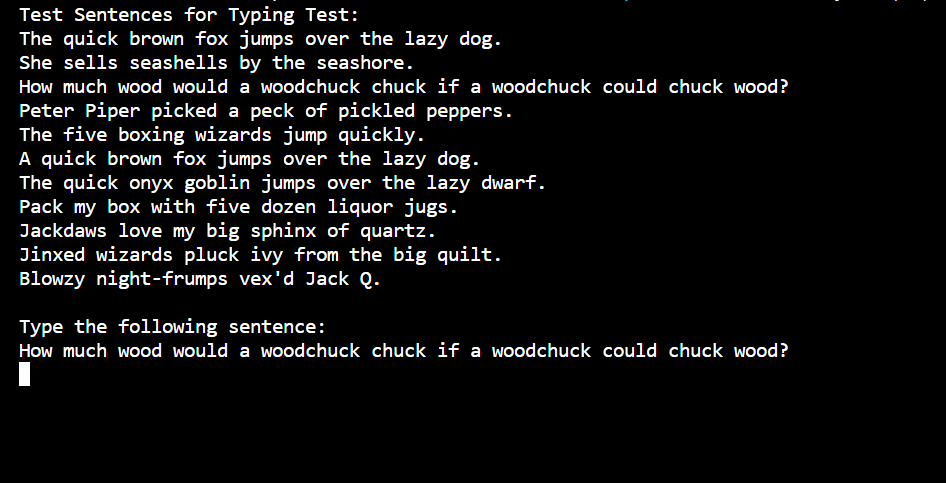 Test Sentences for Typing Test:
The quick brown fox jumps over the lazy dog.
She sells seashells by the seashore.
How much wood would a woodchuck chuck if a woodchuck could chuck wood?
Peter Piper picked a peck of pickled peppers.
The five boxing wizards jump quickly.
A quick brown fox jumps over the lazy dog.
The quick onyx goblin jumps over the lazy dwarf.
Pack my box with five dozen liquor jugs.
Jackdaws love my big sphinx of quartz.
Jinxed wizards pluck ivy from the big quilt.
Blowzy night-frumps vex'd Jack Q.
Type the following sentence:
How much wood would a woodchuck chuck if a woodchuck could chuck wood?